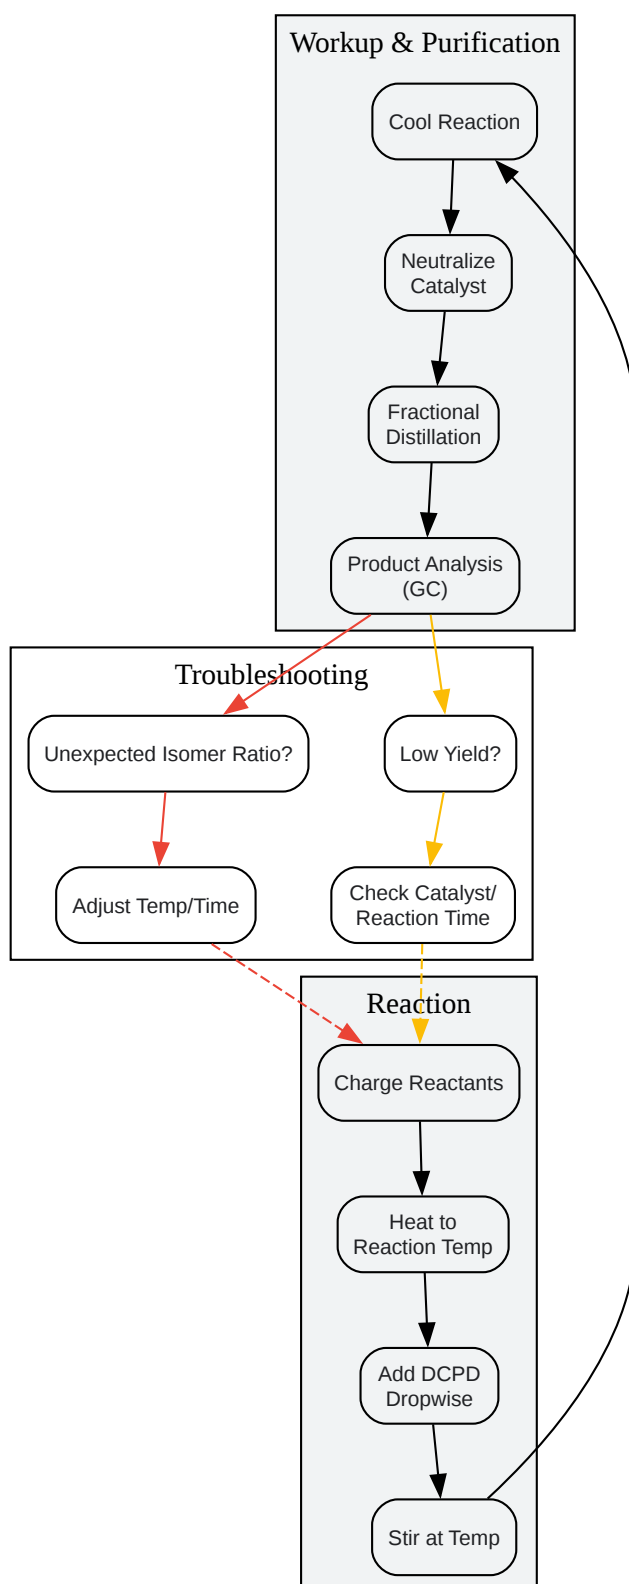 Workup & Purification
Cool Reaction
Neutralize
Catalyst
Fractional
Distillation
Product Analysis
(GC)
Troubleshooting
Unexpected Isomer Ratio?
Low Yield?
Adjust Temp/Time
Check Catalyst/
Reaction Time
Reaction
Charge Reactants
Heat to
Reaction Temp
Add DCPD
Dropwise
Stir at Temp